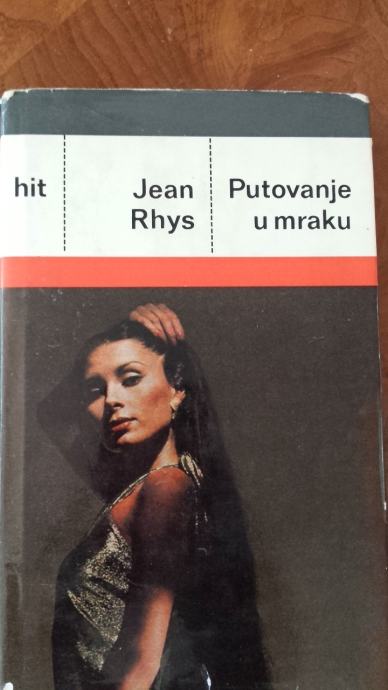 hit
Jean
Rhys
Putovanje
u mraku